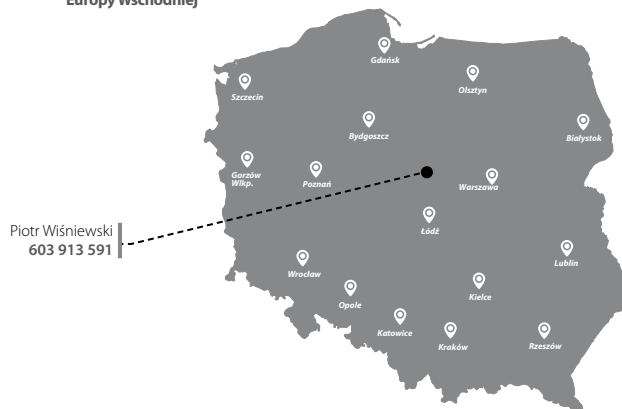 Europy Wschodniej
Gdańsk
Olsztyn
Szczecin
Bydgoszcz
Białystok
Gorzów
Wlkp.
Poznań
Warszawa
Piotr Wiśniewski
603 913 591
Łódź
Lublin
Wrocław
Opole
Kielce
Katowice
Kraków
Rzeszów